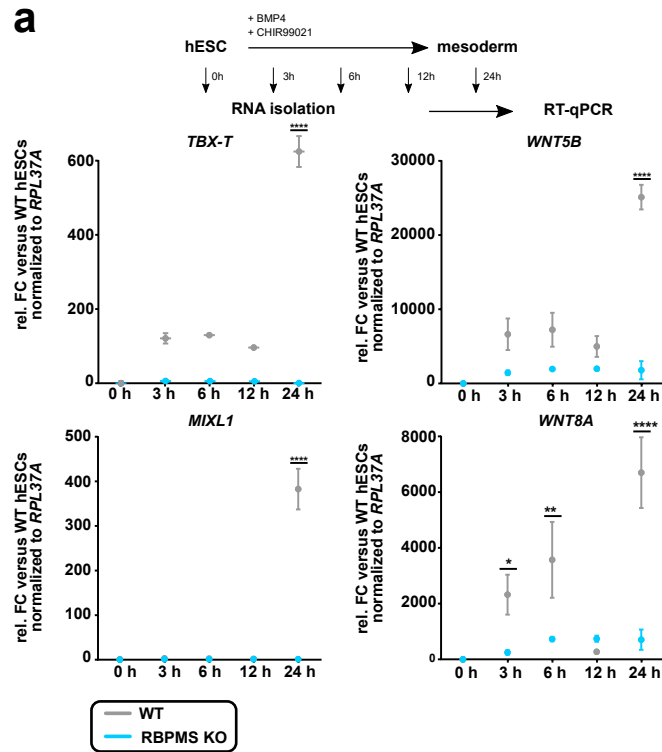 a
+ BMP4
+ CHIR99021
hESC
mesoderm
0h
3h
6h
12h
24h
RNA isolation
RT-qPCR
TBX-T
****
rel. FC versus WT hESCs
normalized to RPL37A
600
400
200
0
0 h
3 h
6 h
12 h
24 h
WNT5B
****
rel. FC versus WT hESCs
normalized to RPL37A
30000
20000
10000
0
0 h
3 h
6 h
12 h
24 h
MIXL1
****
rel. FC versus WT hESCs
normalized to RPL37A
500
400
300
200
100
0
0 h
3 h
6 h
12 h
24 h
WNT8A
*
**
****
rel. FC versus WT hESCs
normalized to RPL37A
8000
6000
4000
2000
0
0 h
3 h
6 h
12 h
24 h
WT
RBPMS KO